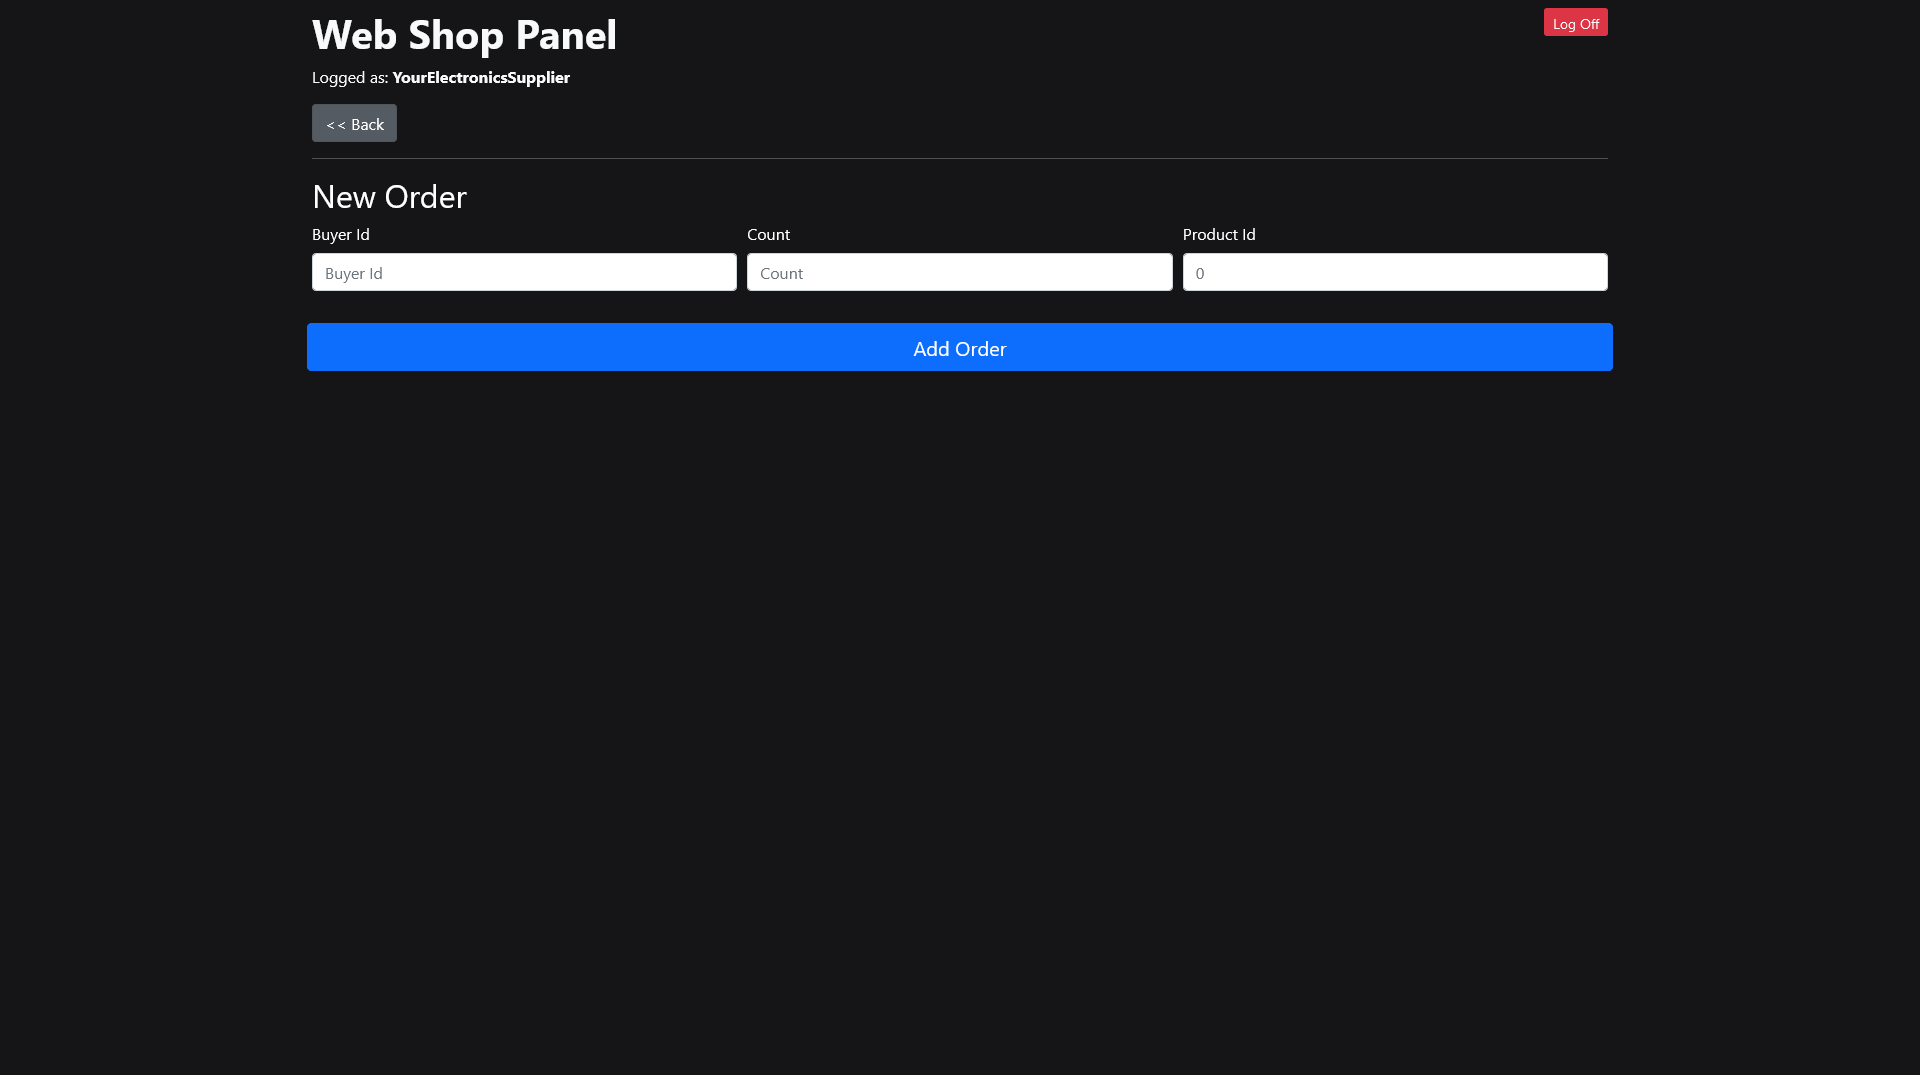 Web Shop Panel
Log Off
Logged as: YourElectronicsSupplier
<< Back
New Order
Buyer Id
Count
Product Id
Buyer Id
Count
0
Add Order